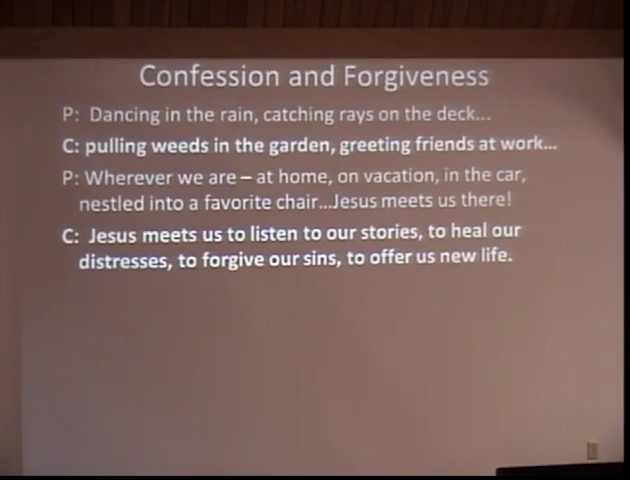 Confession and Forgiveness
P: Dancing in the rain, catching rays on the deck...
C: pulling weeds in the garden, greeting friends at work...
P: Wherever we are – at home, on vacation, in the car,
nestled into a favorite chair...Jesus meets us there!
C: Jesus meets us to listen to our stories, to heal our
distresses, to forgive our sins, to offer us new life.